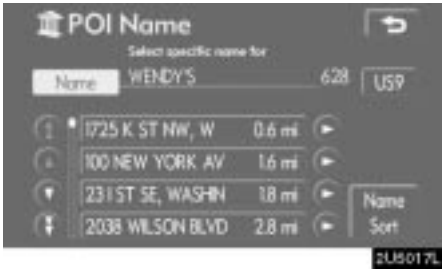 POI Name
Select specific name for
Name WENDY'S 628 US9
1725 K ST NW, W 0.6 mi
100 NEW YORK AV 1.6 mi
231 ST SE, WASHIN 1.8 mi
2038 WILSON BLVD 2.8 mi
Name Sort
2U5017L